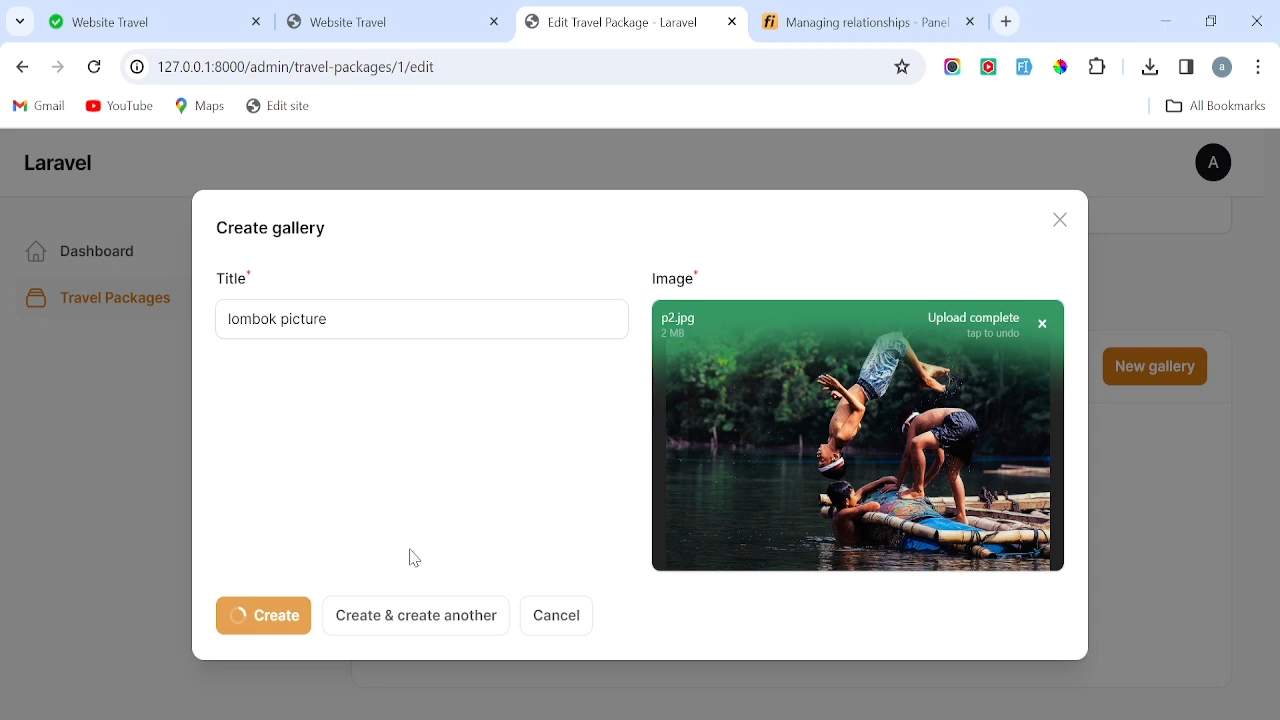 Website Travel
Website Travel
Edit Travel Package - Laravel
Managing relationships - Panel
127.0.0.1:8000/admin/travel-packages/1/edit
a
Gmail
YouTube
Maps
Edit site
All Bookmarks
Laravel
A
Dashboard
Travel Packages
Create gallery
Title*
lombok picture
Image*
p2.jpg
2 MB
Upload complete
tap to undo
New gallery
Create
Create & create another
Cancel